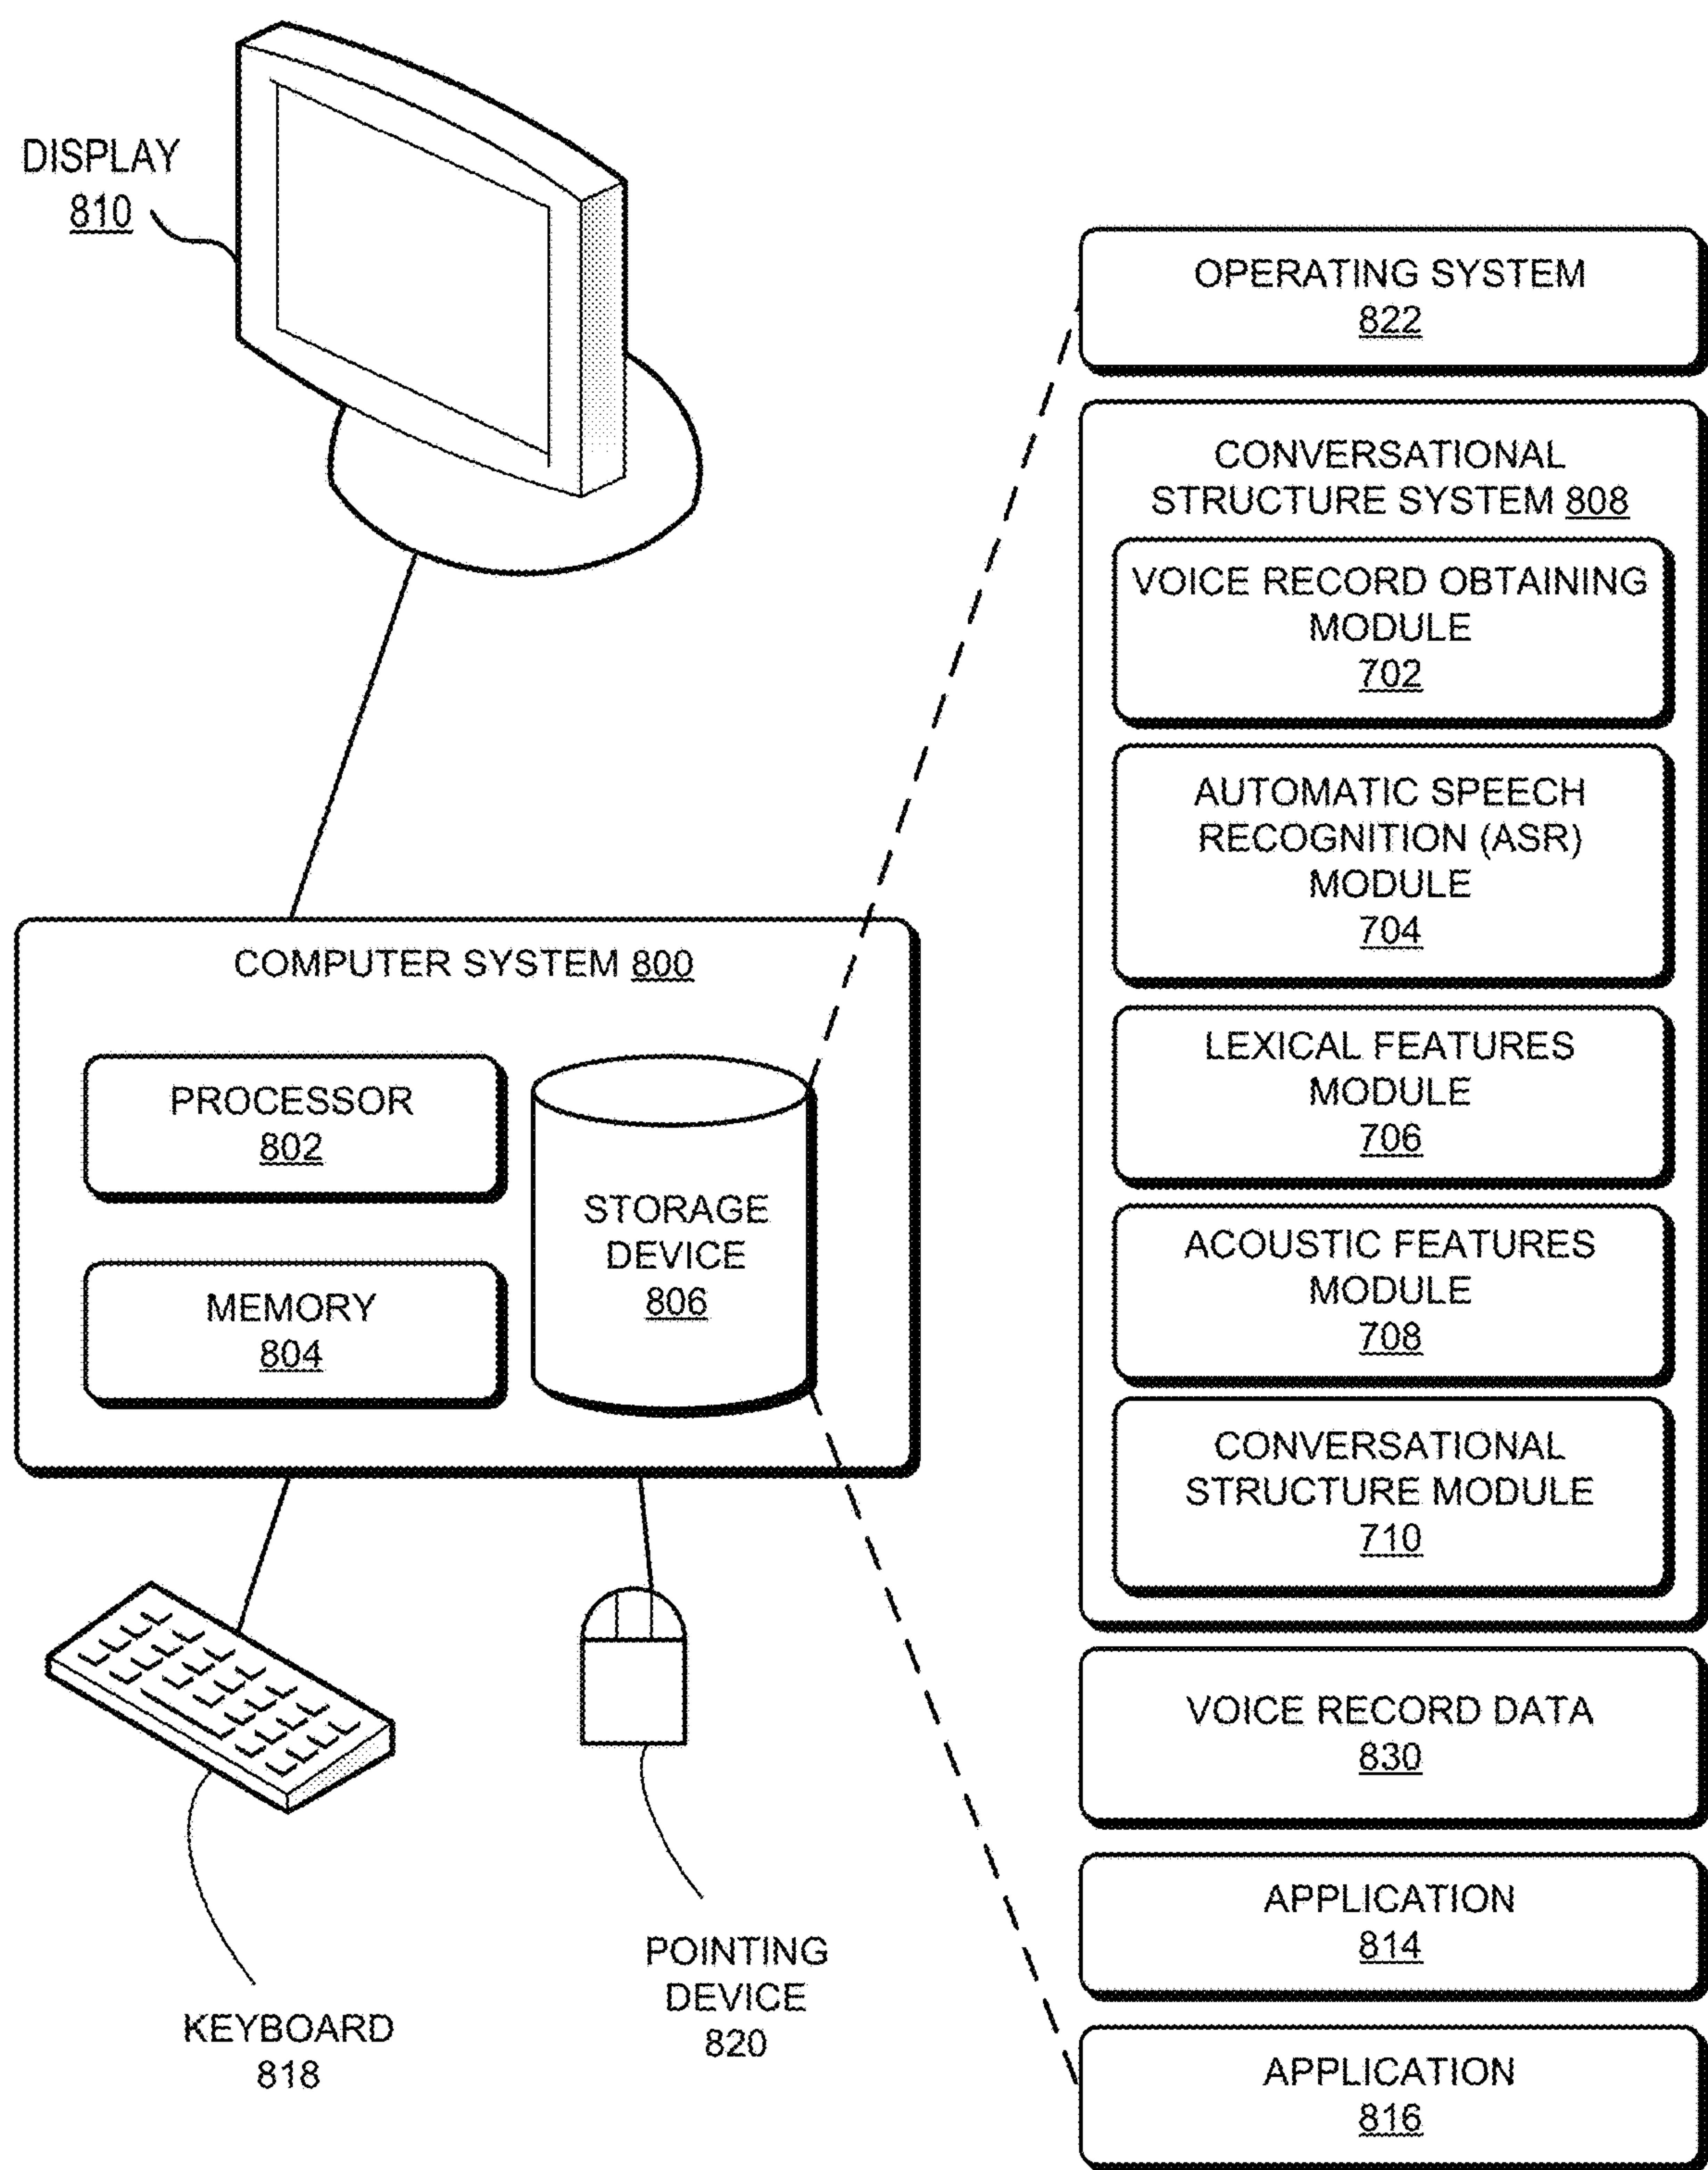 DISPLAY
810
COMPUTER SYSTEM 800
PROCESSOR
802
MEMORY
804
STORAGE
DEVICE
806
KEYBOARD
818
POINTING
DEVICE
820
OPERATING SYSTEM
822
CONVERSATIONAL
STRUCTURE SYSTEM 808
VOICE RECORD OBTAINING
MODULE
702
AUTOMATIC SPEECH
RECOGNITION (ASR)
MODULE
704
LEXICAL FEATURES
MODULE
706
ACOUSTIC FEATURES
MODULE
708
CONVERSATIONAL
STRUCTURE MODULE
710
VOICE RECORD DATA
830
APPLICATION
814
APPLICATION
816